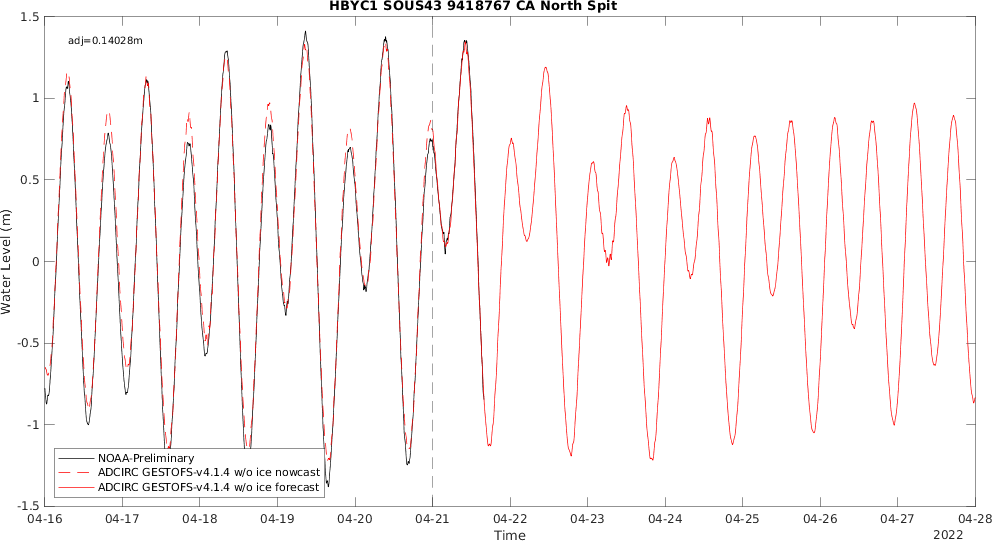 HBYC1 SOUS43 9418767 CA North Spit
adj=0.14028m
1.5
1
0.5
0
-0.5
-1
-1.5
Water Level (m)
NOAA-Preliminary
ADCIRC GESTOFS-v4.1.4 w/o ice nowcast
ADCIRC GESTOFS-v4.1.4 w/o ice forecast
04-16 04-17 04-18 04-19 04-20 04-21 04-22 04-23 04-24 04-25 04-26 04-27 04-28
Time
2022